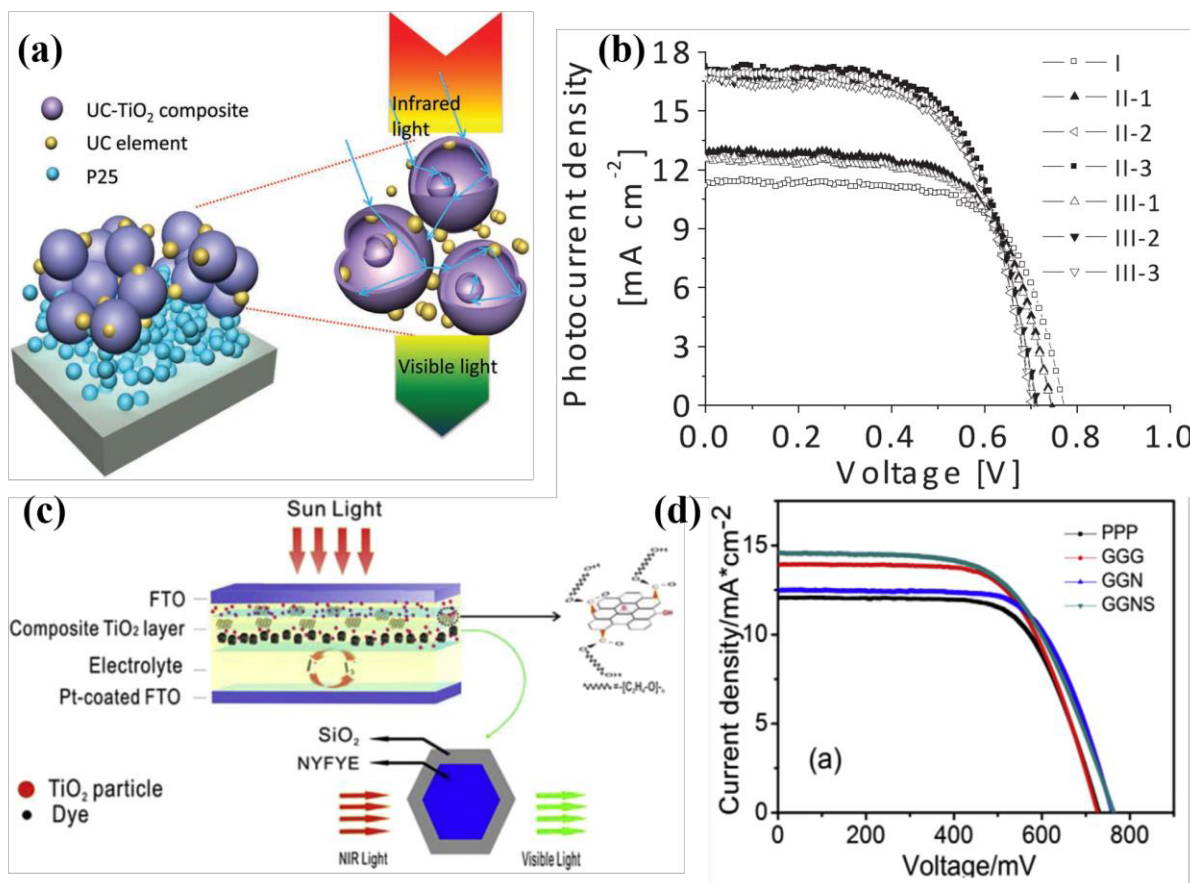 (a)
UC-TiO₂ composite
UC element
P25
Infrared
light
Visible light
(b)
Photocurrent density
[mA cm⁻²]
18
15
12
9
6
3
0
0.0 0.2 0.4 0.6 0.8 1.0
Voltage [V]
I
II-1
II-2
II-3
III-1
III-2
III-3
(c)
Sun Light
FTO
Composite TiO₂ layer
Electrolyte
Pt-coated FTO
SiO₂
NYFYE
TiO₂ particle
Dye
NIR Light
Visible Light
(d)
Current density/mA*cm-2
15
10
5
0
0 200 400 600 800
Voltage/mV
PPP
GGG
GGN
GGNS
(a)